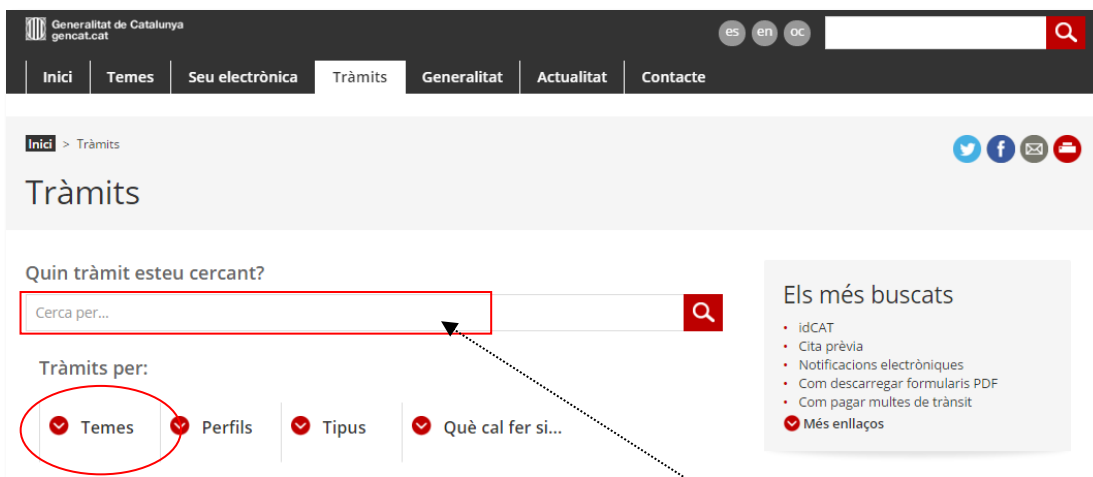 Generalitat de Catalunya
gencat.cat
es en oc
Inici Temes Seu electrònica Tràmits Generalitat Actualitat Contacte
Inici > Tràmits
Tràmits
Quin tràmit esteu cercant?
Cerca per...
Tràmits per:
Temes Perfils Tipus Què cal fer si...
Els més buscats
• idCAT
• Cita prèvia
• Notificacions electròniques
• Com descarregar formularis PDF
• Com pagar multes de trànsit
Més enllaços